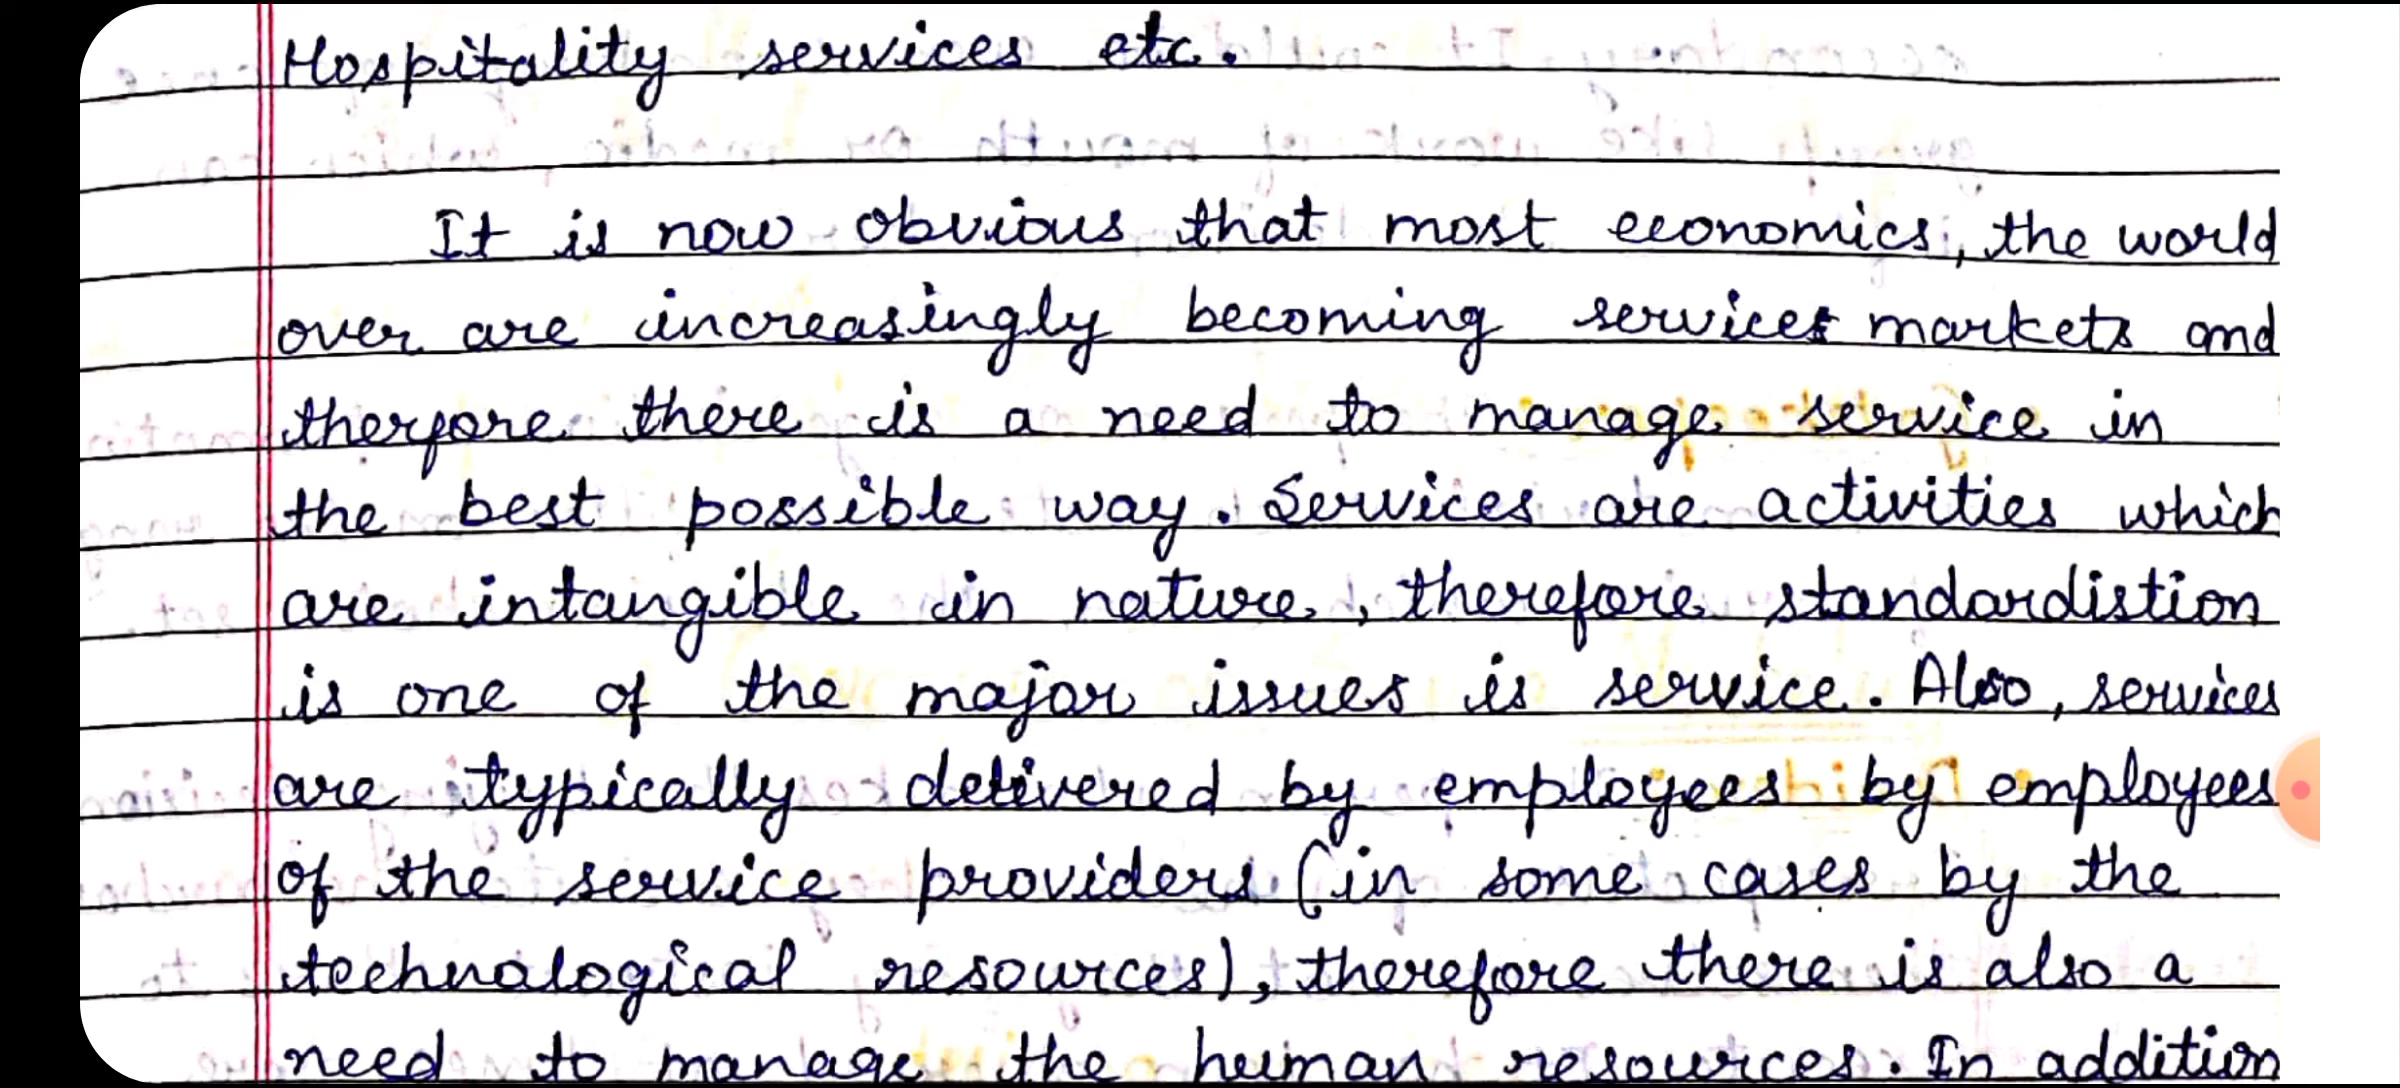 Hospitality services etc.
It is now obvious that most economics, the world
over are increasingly becoming services markets and
therfore there is a need to manage service in
the best possible way. Services are activities which
are intangible in nature, therefore standardistion
is one of the major issues is service. Also, services
are typically delivered by employees by employees
of the service providers (in some cases by the
technological resources), therefore there is also a
need to manage the human resources. In addition